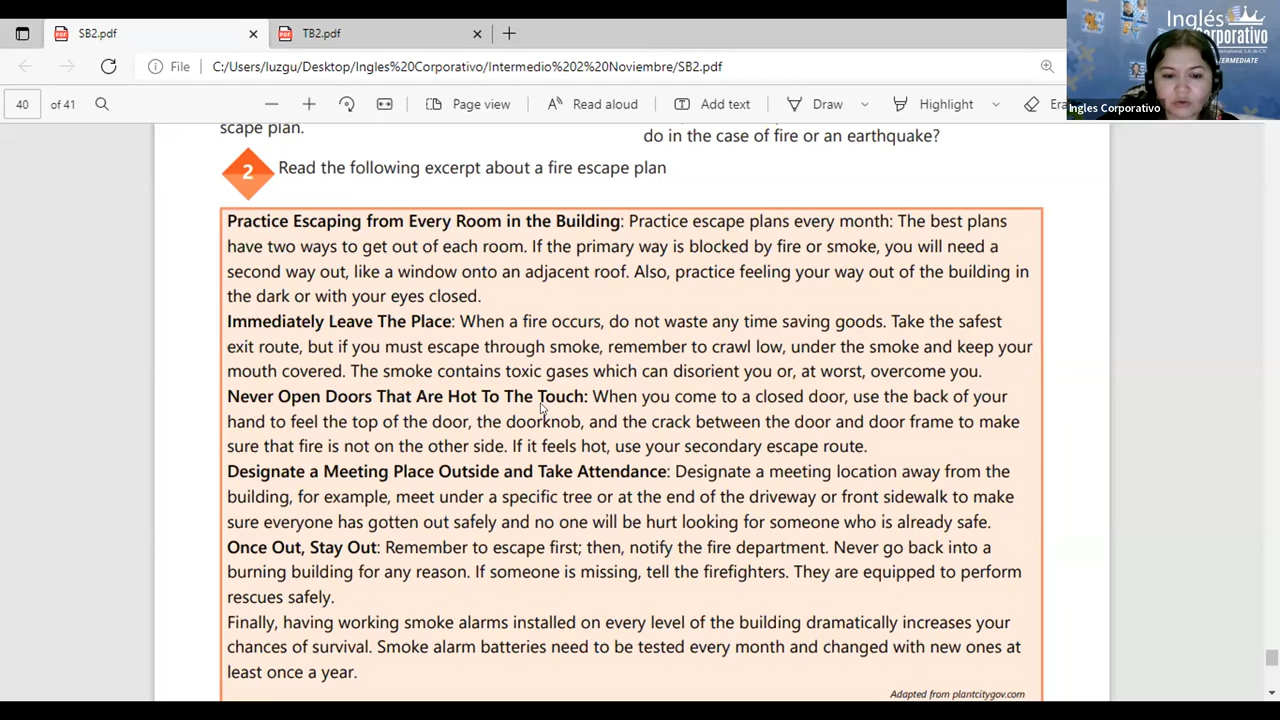 SB2.pdf
TB2.pdf
File C:/Users/luzgu/Desktop/Ingles%20Corporativo/Intermedio%202%20Noviembre/SB2.pdf
40 of 41 Page view Read aloud Add text Draw Highlight Era
Inglés
Corporativo
International, S.A. de C.V.
Ingles Corporativo
scape plan.
do in the case of fire or an earthquake?
2 Read the following excerpt about a fire escape plan
Practice Escaping from Every Room in the Building: Practice escape plans every month: The best plans
have two ways to get out of each room. If the primary way is blocked by fire or smoke, you will need a
second way out, like a window onto an adjacent roof. Also, practice feeling your way out of the building in
the dark or with your eyes closed.
Immediately Leave The Place: When a fire occurs, do not waste any time saving goods. Take the safest
exit route, but if you must escape through smoke, remember to crawl low, under the smoke and keep your
mouth covered. The smoke contains toxic gases which can disorient you or, at worst, overcome you.
Never Open Doors That Are Hot To The Touch: When you come to a closed door, use the back of your
hand to feel the top of the door, the doorknob, and the crack between the door and door frame to make
sure that fire is not on the other side. If it feels hot, use your secondary escape route.
Designate a Meeting Place Outside and Take Attendance: Designate a meeting location away from the
building, for example, meet under a specific tree or at the end of the driveway or front sidewalk to make
sure everyone has gotten out safely and no one will be hurt looking for someone who is already safe.
Once Out, Stay Out: Remember to escape first; then, notify the fire department. Never go back into a
burning building for any reason. If someone is missing, tell the firefighters. They are equipped to perform
rescues safely.
Finally, having working smoke alarms installed on every level of the building dramatically increases your
chances of survival. Smoke alarm batteries need to be tested every month and changed with new ones at
least once a year.
Adapted from plantcitygov.com